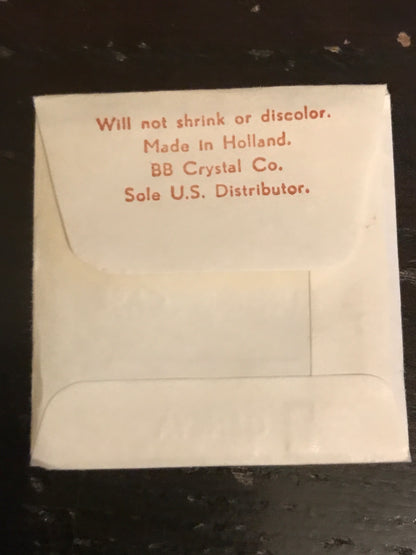 Will not shrink or discolor.
Made in Holland.
BB Crystal Co.
Sole U.S. Distributor.